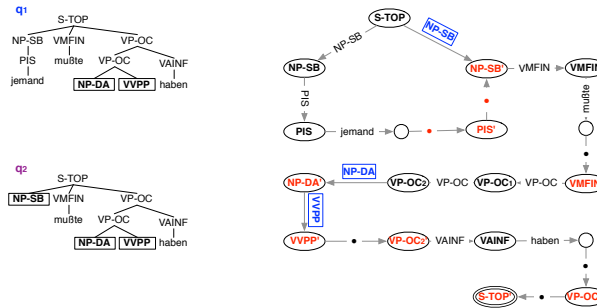 q1
S-TOP
NP-SB VMFIN VP-OC
PIS mußte VP-OC VAINF
jemand NP-DA VVPP haben
q2
S-TOP
NP-SB VMFIN VP-OC
mußte VP-OC VAINF
NP-DA VVPP haben
S-TOP
NP-SB NP-SB
NP-SB NP-SB' VMFIN VMFIN
PIS mußte
PIS jemand PIS'
NP-DA
NP-DA' VP-OC2 VP-OC VP-OC1 VP-OC VMFIN
VVPP
VVPP' VP-OC2' VAINF VAINF haben
S-TOP' VP-OC